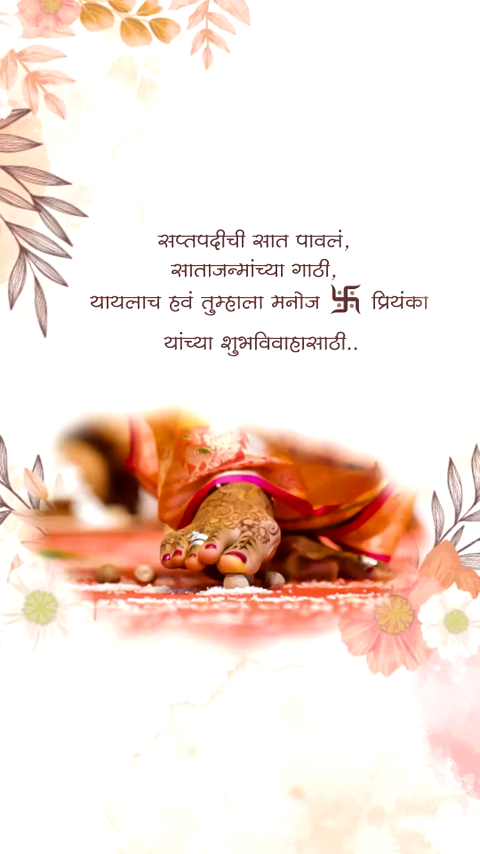 सप्तपदीची सात पावलं,
साताजन्मांच्या गाठी,
यायलाच हवं तुम्हाला मनोज 卐 प्रियंका
यांच्या शुभविवाहासाठी..